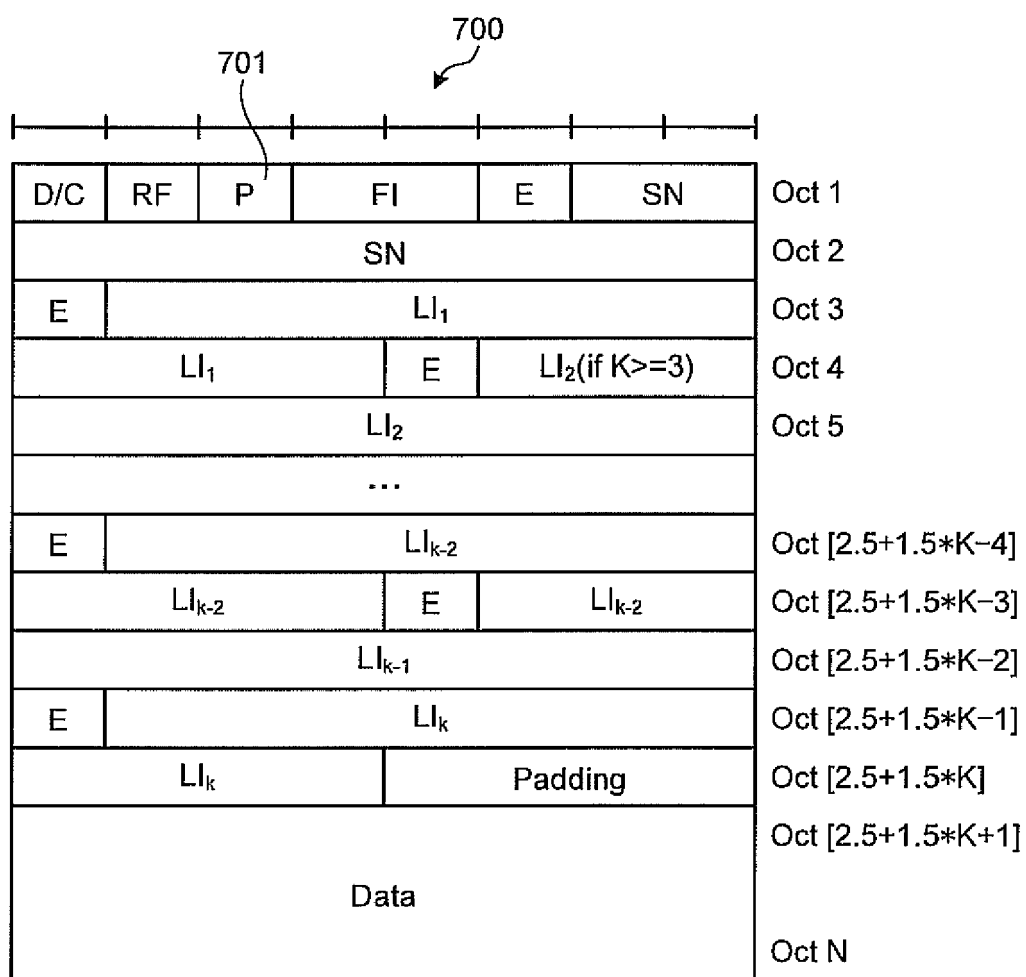 700
701
D/C RF P FI E SN Oct 1
SN Oct 2
E LI₁ Oct 3
LI₁ E LI₂(if K>=3) Oct 4
LI₂ Oct 5
...
E LIₖ₋₂ Oct [2.5+1.5*K−4]
LIₖ₋₂ E LIₖ₋₂ Oct [2.5+1.5*K−3]
LIₖ₋₁ Oct [2.5+1.5*K−2]
E LIₖ Oct [2.5+1.5*K−1]
LIₖ Padding Oct [2.5+1.5*K]
Oct [2.5+1.5*K+1]
Data
Oct N